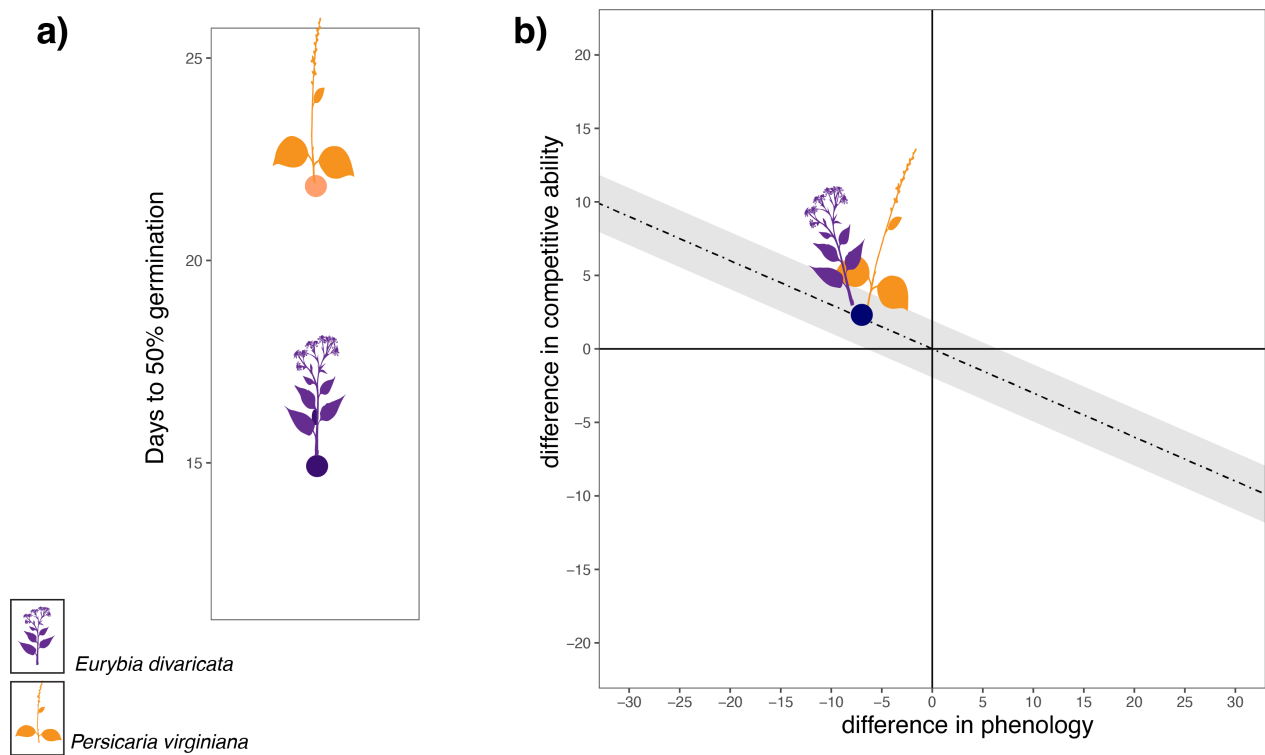 a)
Days to 50% germination
25
20
15
Eurybia divaricata
Persicaria virginiana
b)
difference in competitive ability
20
15
10
5
0
−5
−10
−15
−20
−30 −25 −20 −15 −10 −5 0 5 10 15 20 25 30
difference in phenology